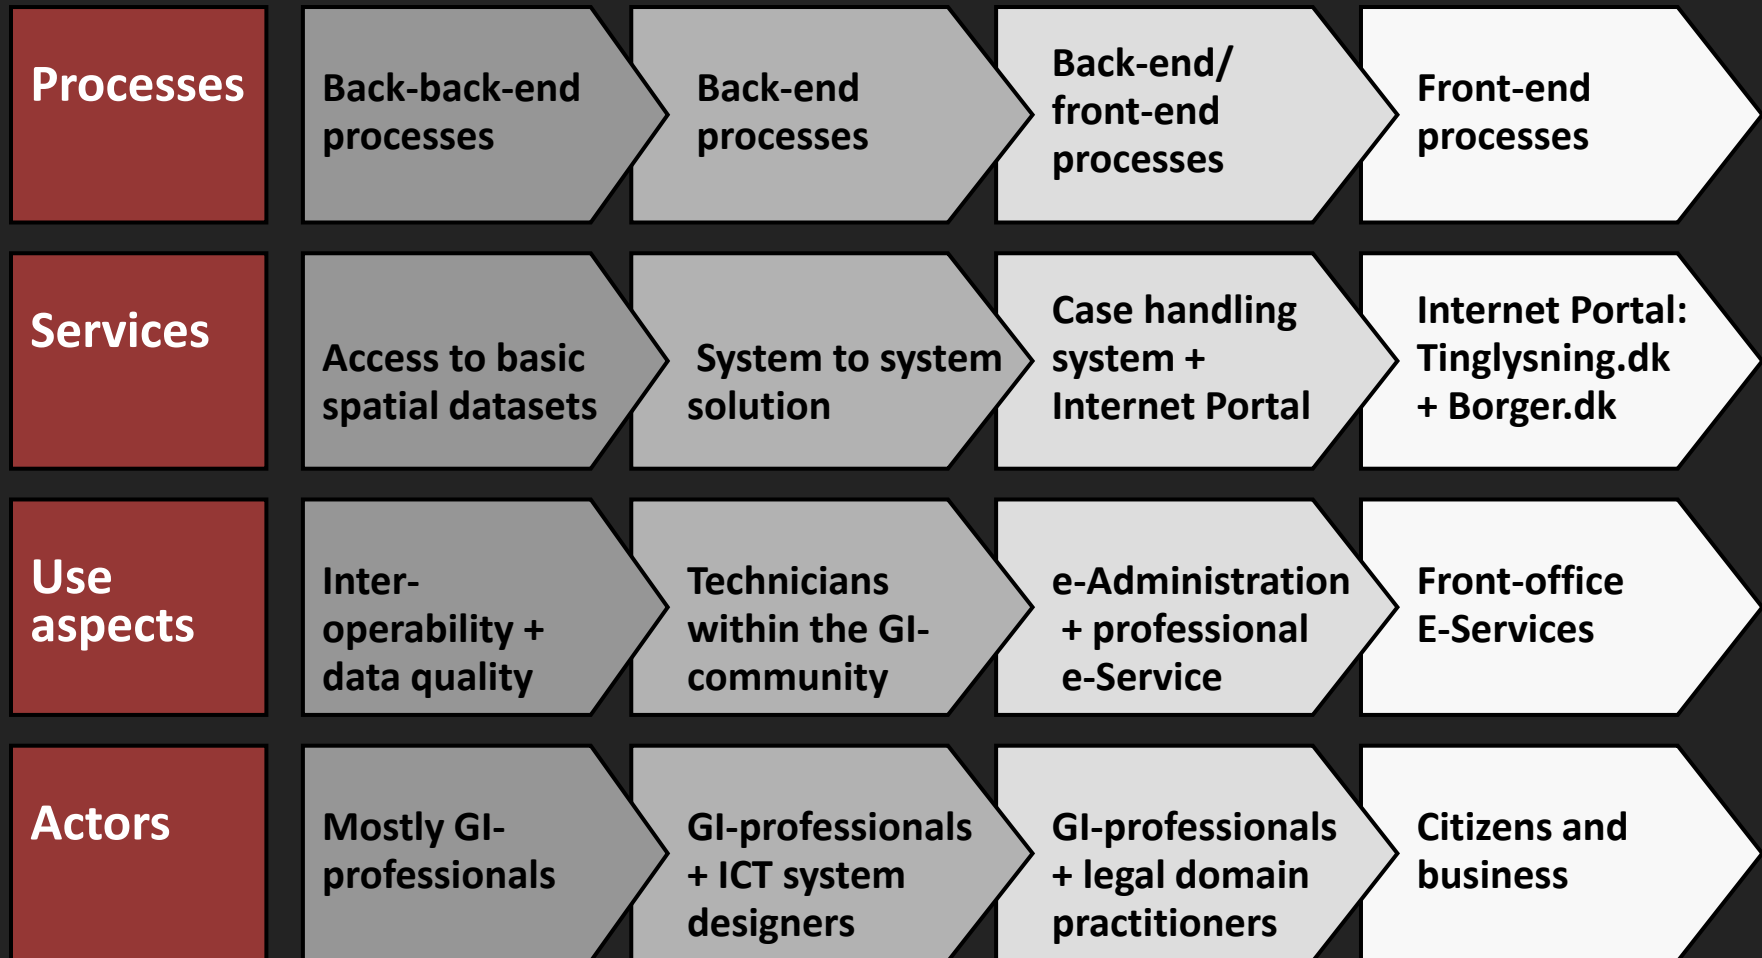 Processes
Back-back-end
processes
Back-end
processes
Back-end/
front-end
processes
Front-end
processes
Services
Access to basic
spatial datasets
System to system
solution
Case handling
system +
Internet Portal
Internet Portal:
Tinglysning.dk
+ Borger.dk
Use
aspects
Inter-
operability +
data quality
Technicians
within the GI-
community
e-Administration
+ professional
e-Service
Front-office
E-Services
Actors
Mostly GI-
professionals
GI-professionals
+ ICT system
designers
GI-professionals
+ legal domain
practitioners
Citizens and
business